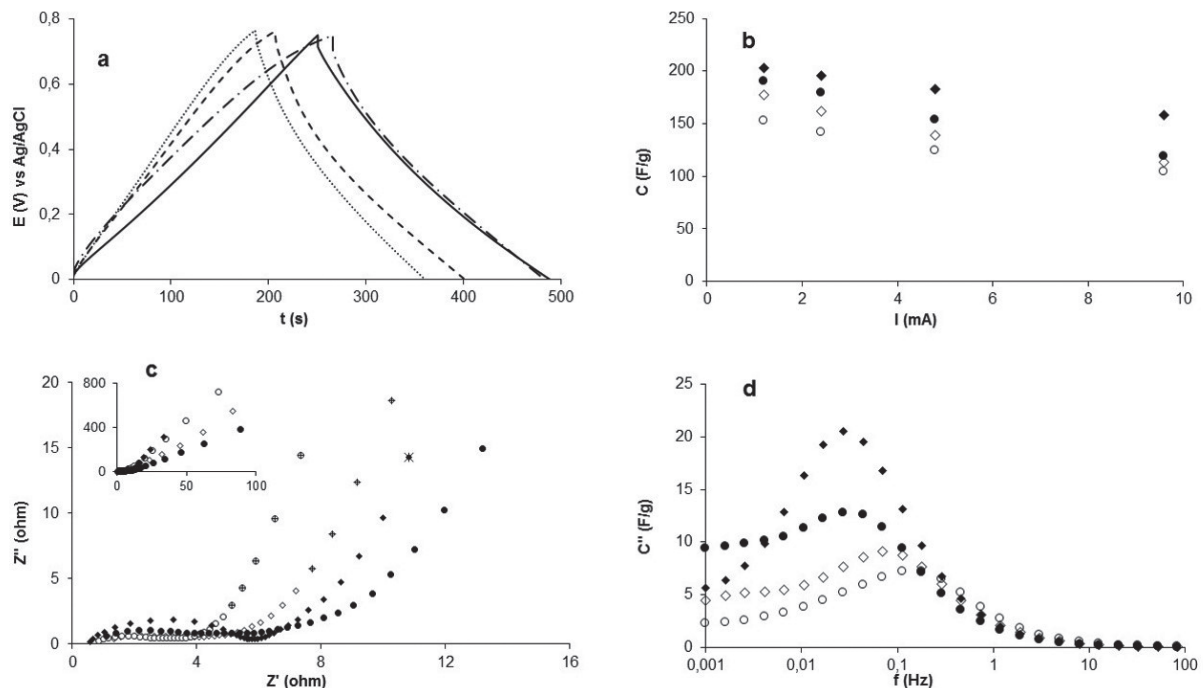 a
E (V) vs Ag/AgCl
0,8
0,6
0,4
0,2
0
0 100 200 300 400 500
t (s)
b
C (F/g)
250
200
150
100
50
0
0 2 4 6 8 10
I (mA)
c
Z'' (ohm)
20
15
10
5
0
800
400
0
0 50 100
0 4 8 12 16
Z' (ohm)
d
C'' (F/g)
25
20
15
10
5
0
0,001 0,01 0,1 1 10 100
f (Hz)